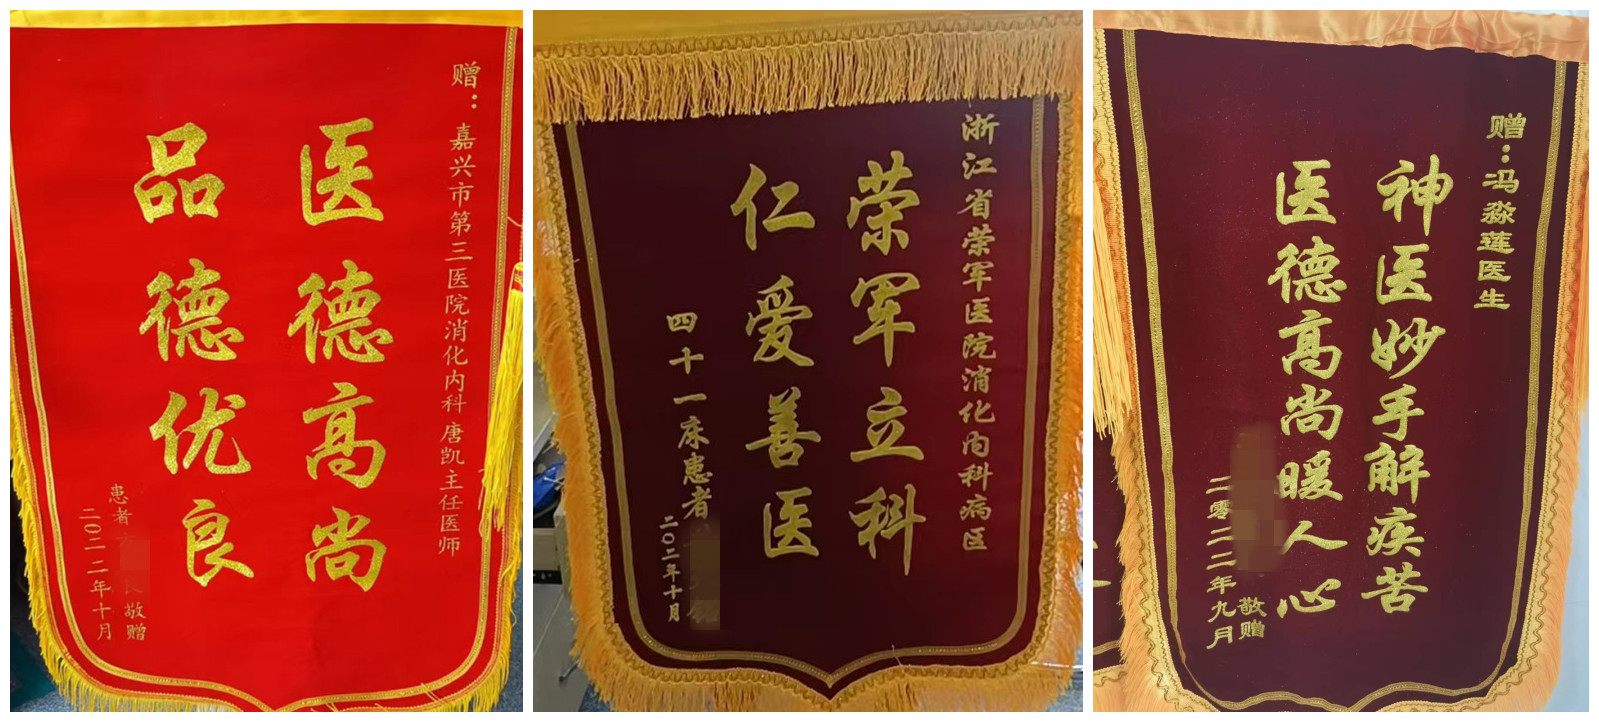 赠：嘉兴市第三医院消化内科唐凯主任医师
医德高尚
品德优良
患者
敬赠
二〇二二年十月
浙江省荣军医院消化内科病区
荣军立科
仁爱善医
四十一床患者
二〇二二年十月
赠：冯淼莲医生
神医妙手解疾苦
医德高尚暖人心
敬赠
二零二二年九月